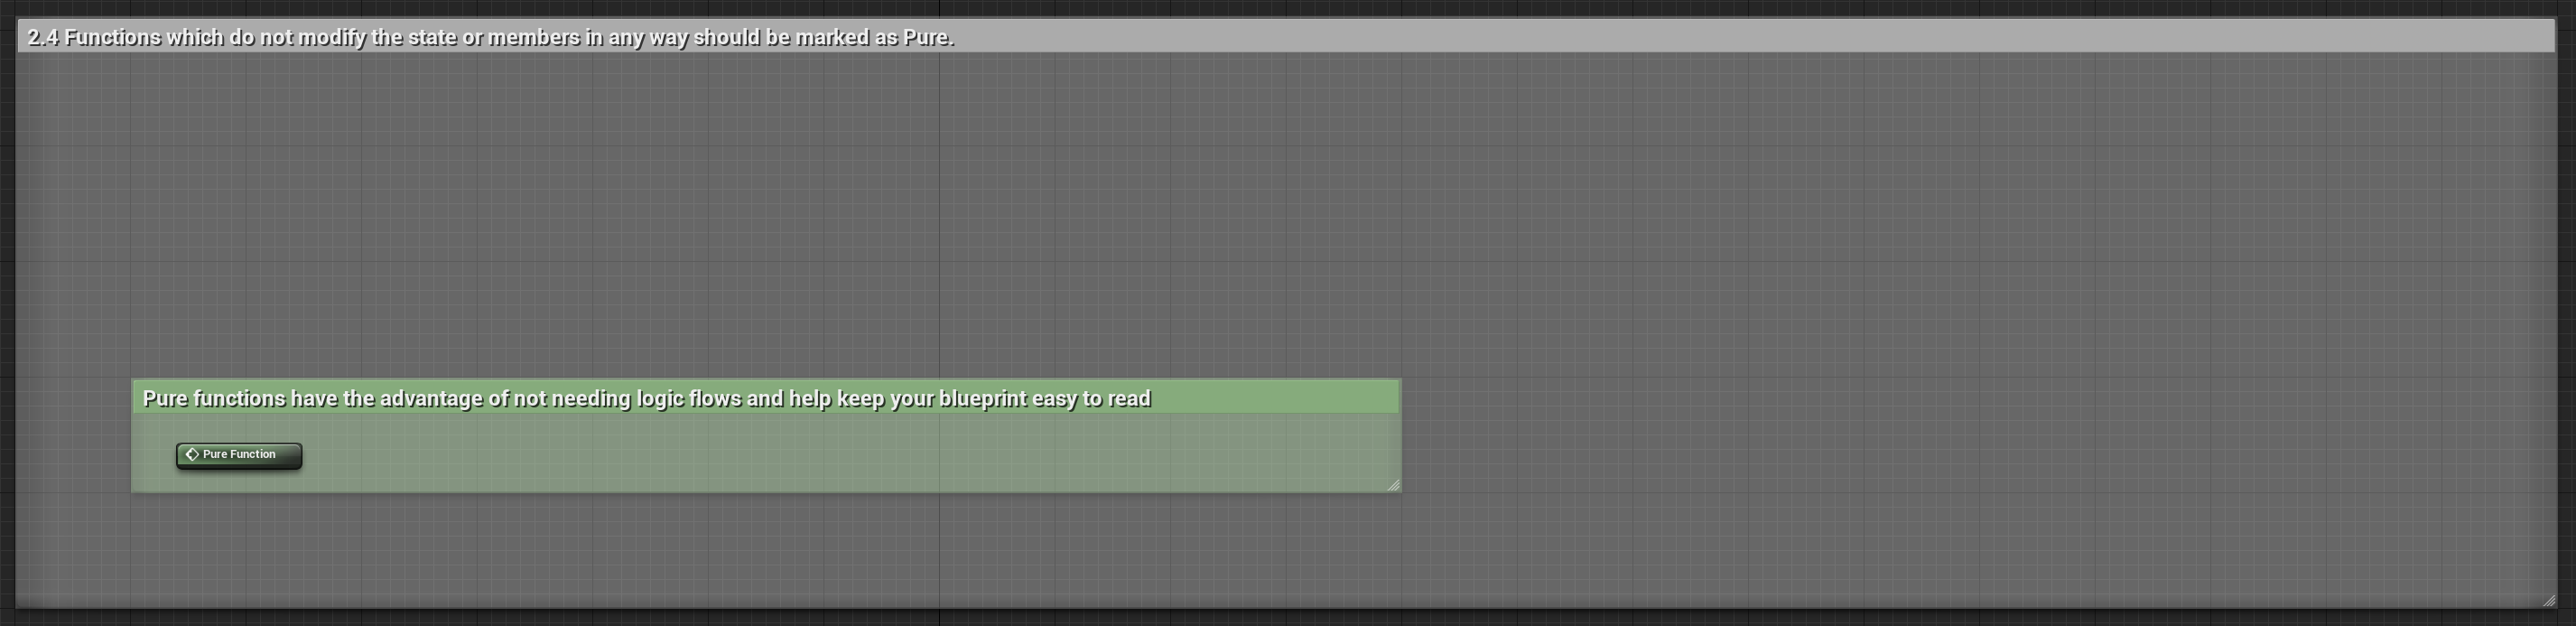 2.4 Functions which do not modify the state or members in any way should be marked as Pure.
Pure functions have the advantage of not needing logic flows and help keep your blueprint easy to read
Pure Function